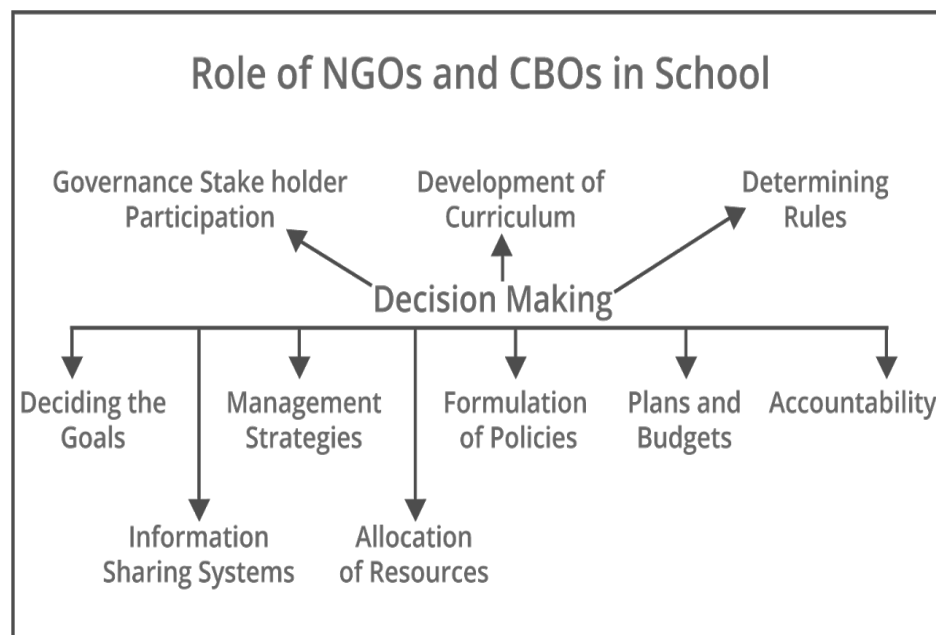 Role of NGOs and CBOs in School
Governance Stake holder
Participation
Development of
Curriculum
Determining
Rules
Decision Making
Deciding the
Goals
Management
Strategies
Formulation
of Policies
Plans and
Budgets
Accountability
Information
Sharing Systems
Allocation
of Resources